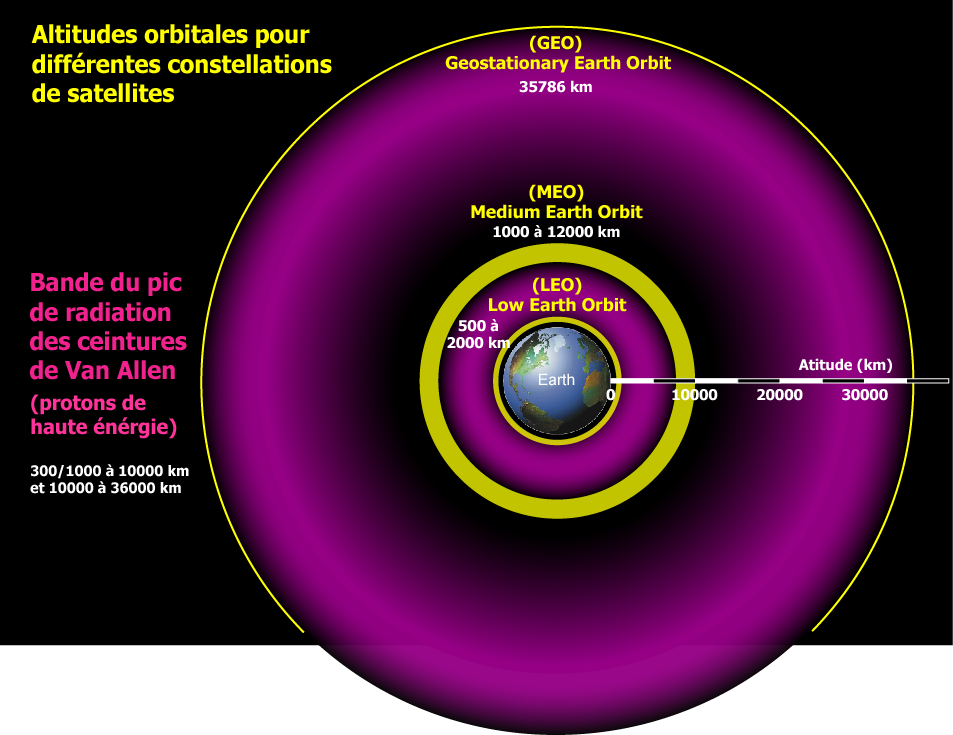 Altitudes orbitales pour
différentes constellations
de satellites
(GEO)
Geostationary Earth Orbit
35786 km
(MEO)
Medium Earth Orbit
1000 à 12000 km
(LEO)
Low Earth Orbit
500 à
2000 km
Earth
Atitude (km)
0 10000 20000 30000
Bande du pic
de radiation
des ceintures
de Van Allen
(protons de
haute énérgie)
300/1000 à 10000 km
et 10000 à 36000 km